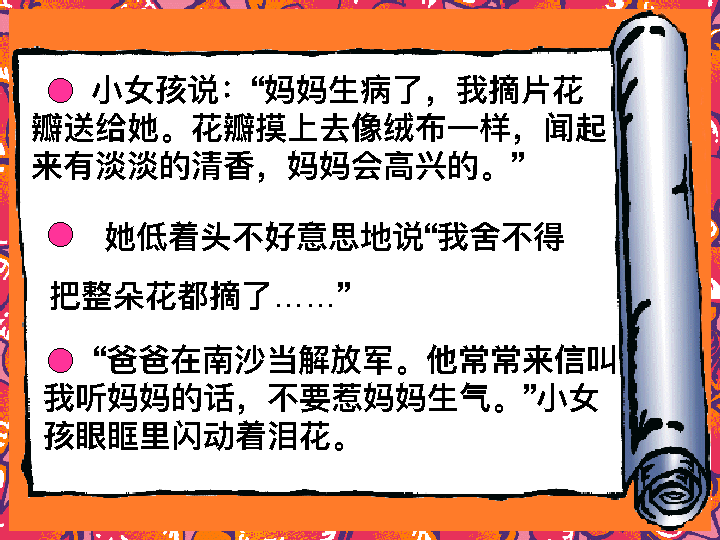 小女孩说：“妈妈生病了，我摘片花
瓣送给她。花瓣摸上去像绒布一样，闻起
来有淡淡的清香，妈妈会高兴的。”
她低着头不好意思地说“我舍不得
把整朵花都摘了……”
“爸爸在南沙当解放军。他常常来信叫
我听妈妈的话，不要惹妈妈生气。”小女
孩眼眶里闪动着泪花。